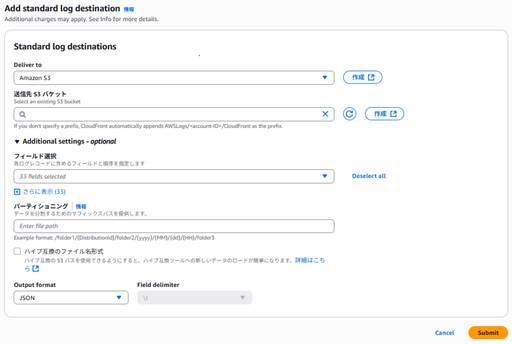 Add standard log destination 情報
Additional charges may apply. See Info for more details.
Standard log destinations
Deliver to
Amazon S3
作成
送信先 S3 バケット
Select an existing S3 bucket
作成
If you don't specify a prefix, CloudFront automatically appends AWSLogs/<account-ID>/CloudFront as the prefix.
Additional settings - optional
フィールド選択
各ログレコードに含めるフィールドと順序を指定します
33 fields selected
Deselect all
さらに表示 (33)
パーティショニング | 情報
データを分割するためのサフィックスパスを提供します。
Enter file path
Example format: /folder1/{DistributionId}/folder2/{yyyy}/{MM}/{dd}/{HH}/folder3
ハイブ互換のファイル名形式
ハイブ互換の S3 パスを使用できるようにすると、ハイブ互換ツールへの新しいデータのロードが簡単になります。詳細はこち
ら
Output format
Field delimiter
JSON
\t
Cancel
Submit